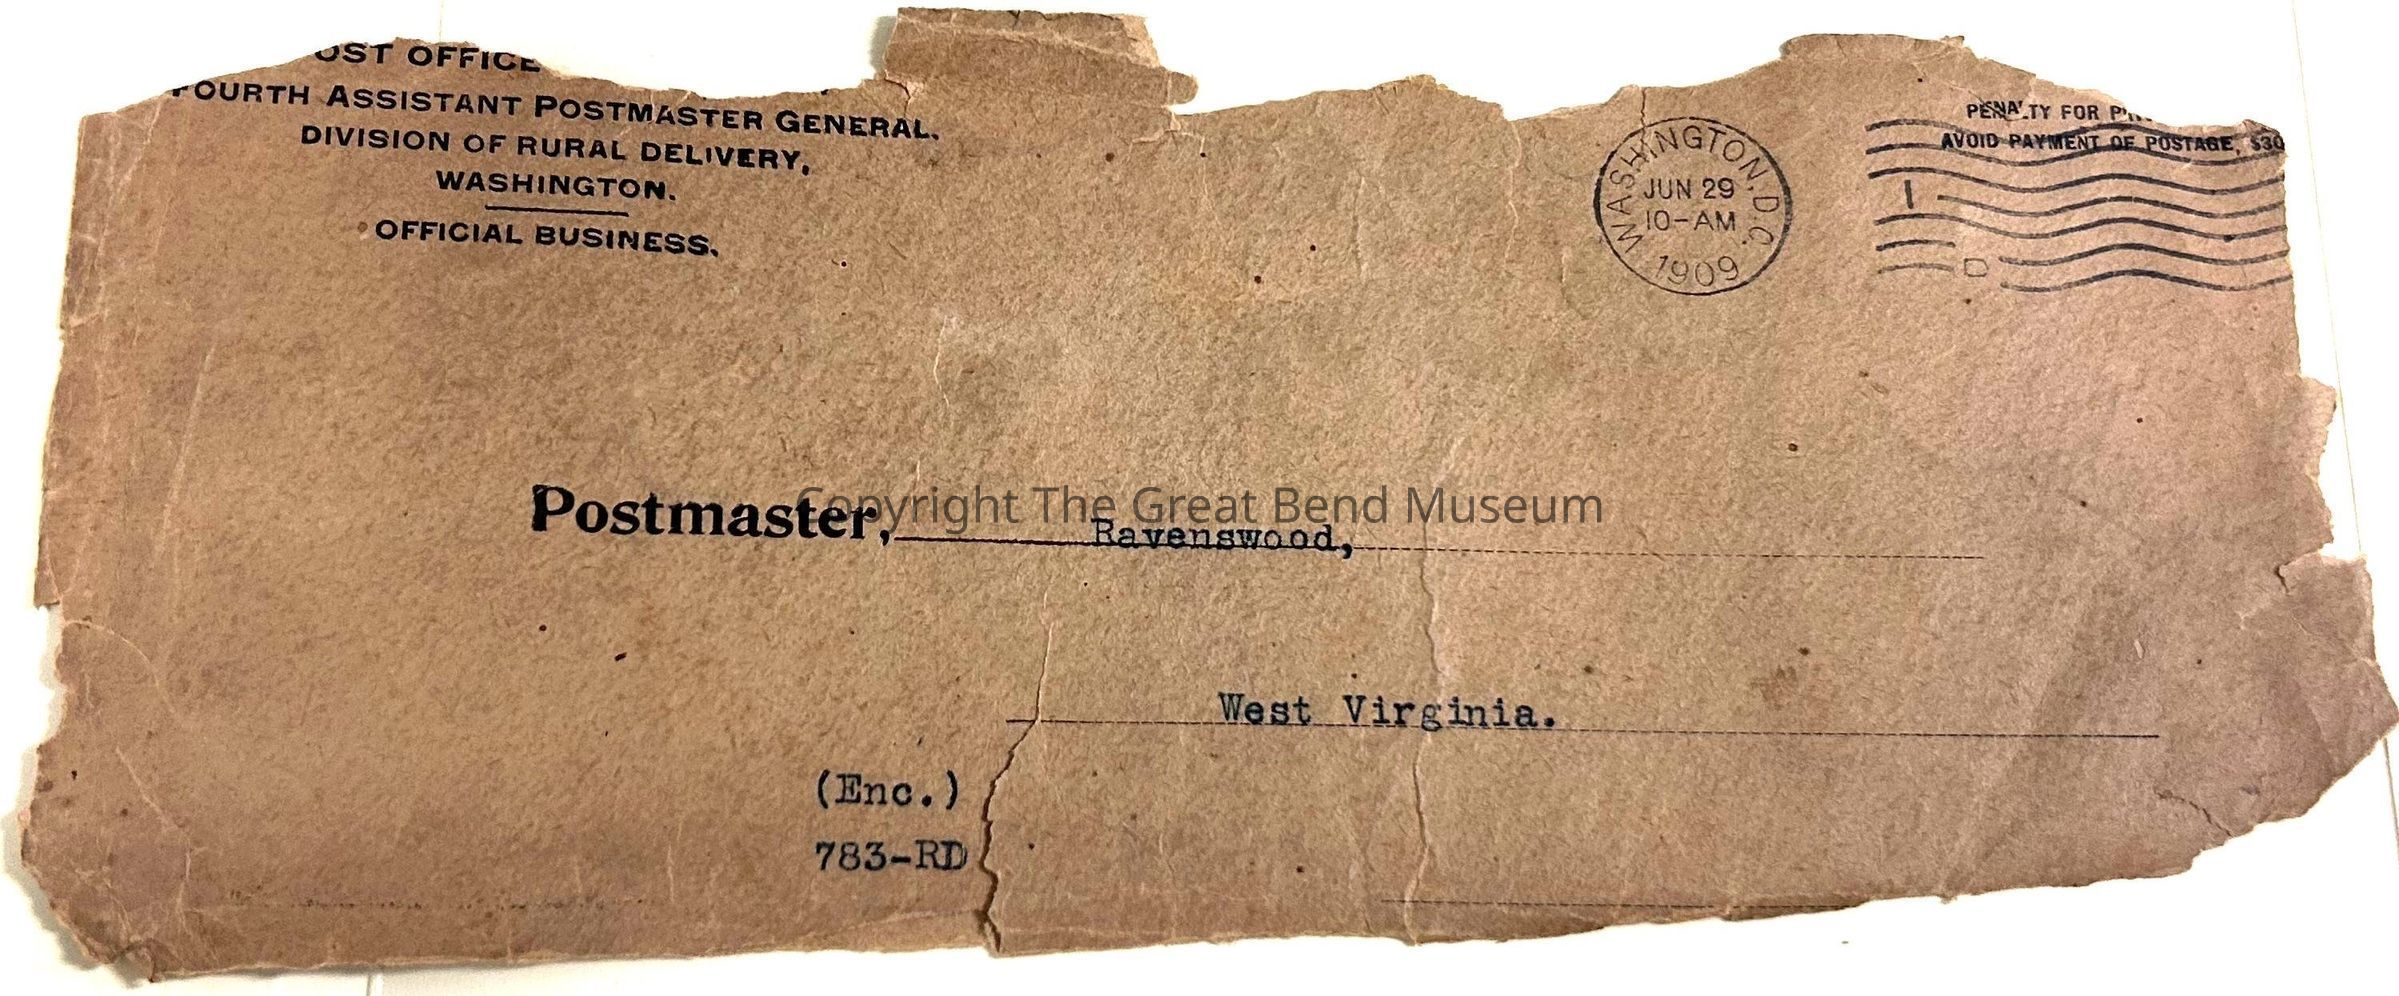 OST OFFICE
FOURTH ASSISTANT POSTMASTER GENERAL.
DIVISION OF RURAL DELIVERY,
WASHINGTON.
OFFICIAL BUSINESS.
WASHINGTON, D.C.
JUN 29
10-AM
1909
PENALTY FOR
AVOID PAYMENT OF POSTAGE, $30
1
D
Postmaster, Ravenswood,
Copyright The Great Bend Museum
West Virginia.
(Enc.)
783-RD